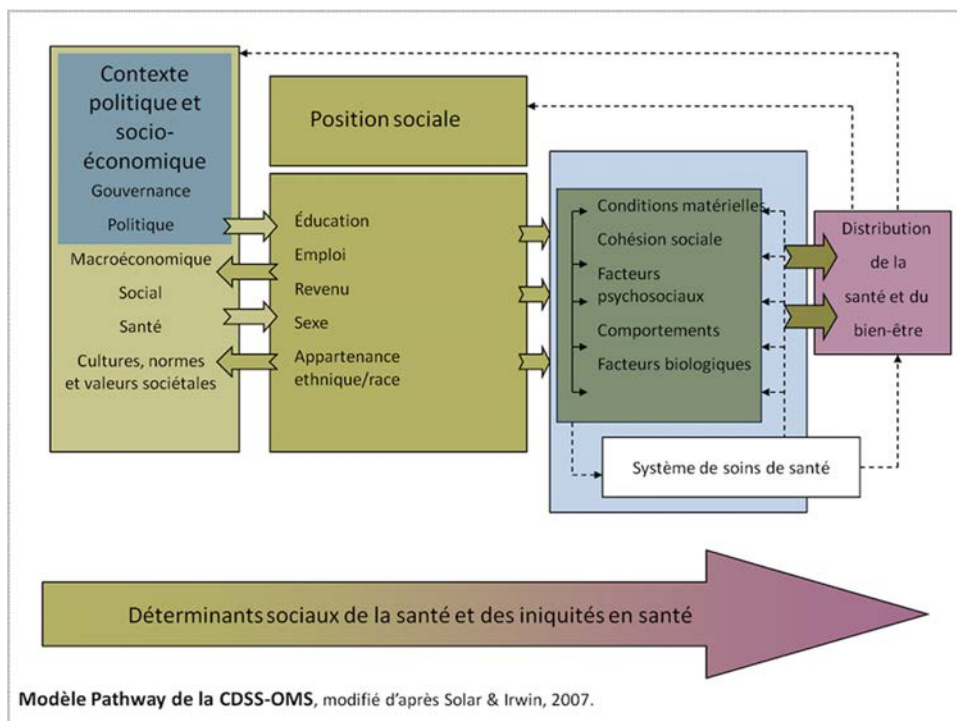 Contexte
politique et
socio-
économique
Gouvernance
Politique
Macroéconomique
Social
Santé
Cultures, normes
et valeurs sociétales
Position sociale
Éducation
Emploi
Revenu
Sexe
Appartenance
ethnique/race
Conditions matérielles
Cohésion sociale
Facteurs
psychosociaux
Comportements
Facteurs biologiques
Système de soins de santé
Distribution
de la
santé et du
bien-être
Déterminants sociaux de la santé et des iniquités en santé
Modèle Pathway de la CDSS-OMS, modifié d'après Solar & Irwin, 2007.